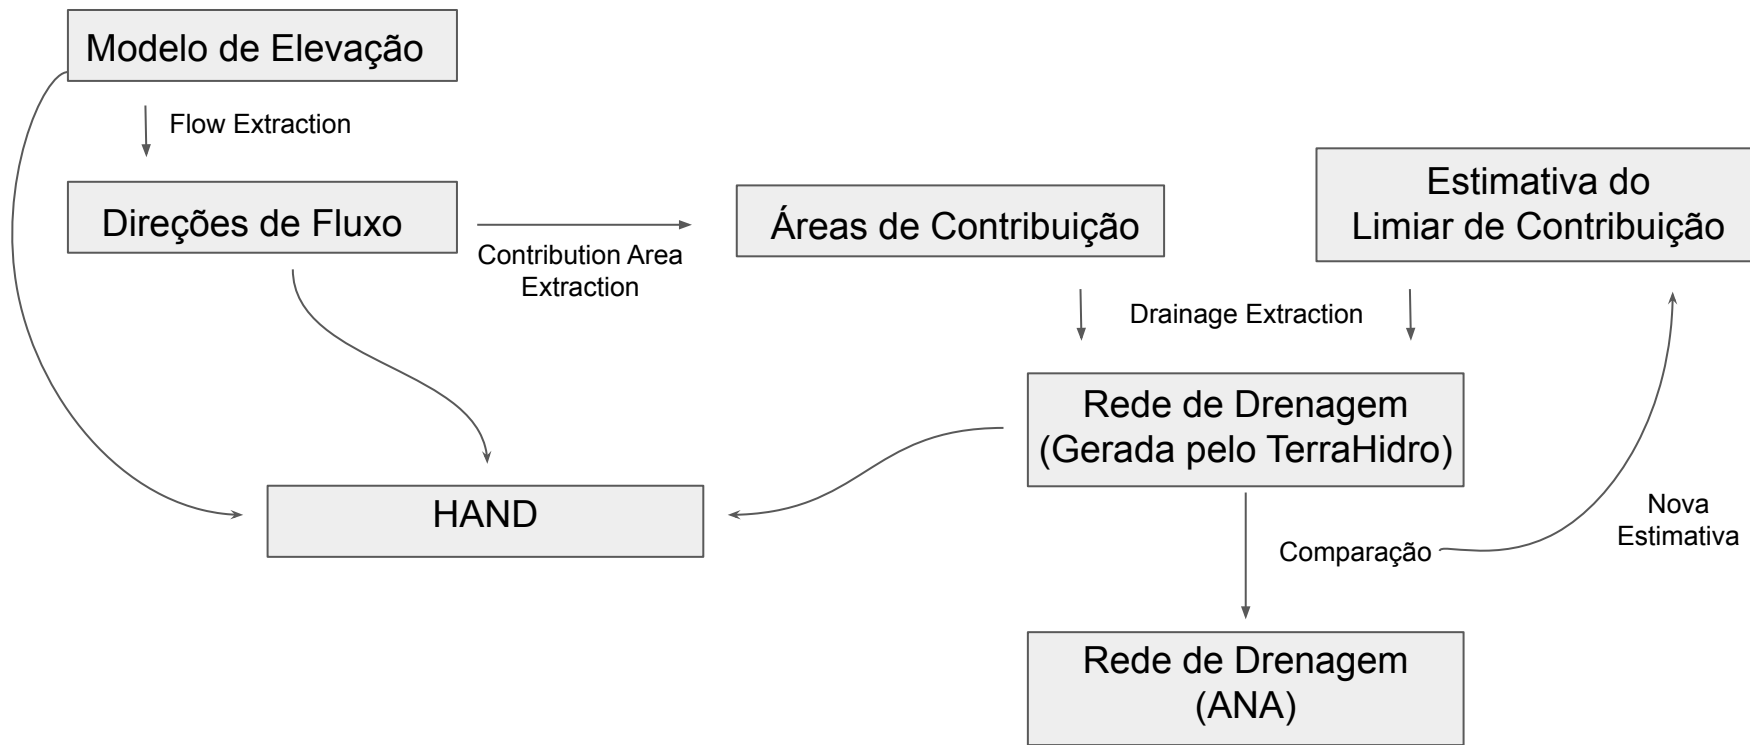 Modelo de Elevação
Flow Extraction
Direções de Fluxo
Contribution Area
Extraction
Áreas de Contribuição
Estimativa do
Limiar de Contribuição
Drainage Extraction
Rede de Drenagem
(Gerada pelo TerraHidro)
HAND
Comparação
Nova
Estimativa
Rede de Drenagem
(ANA)